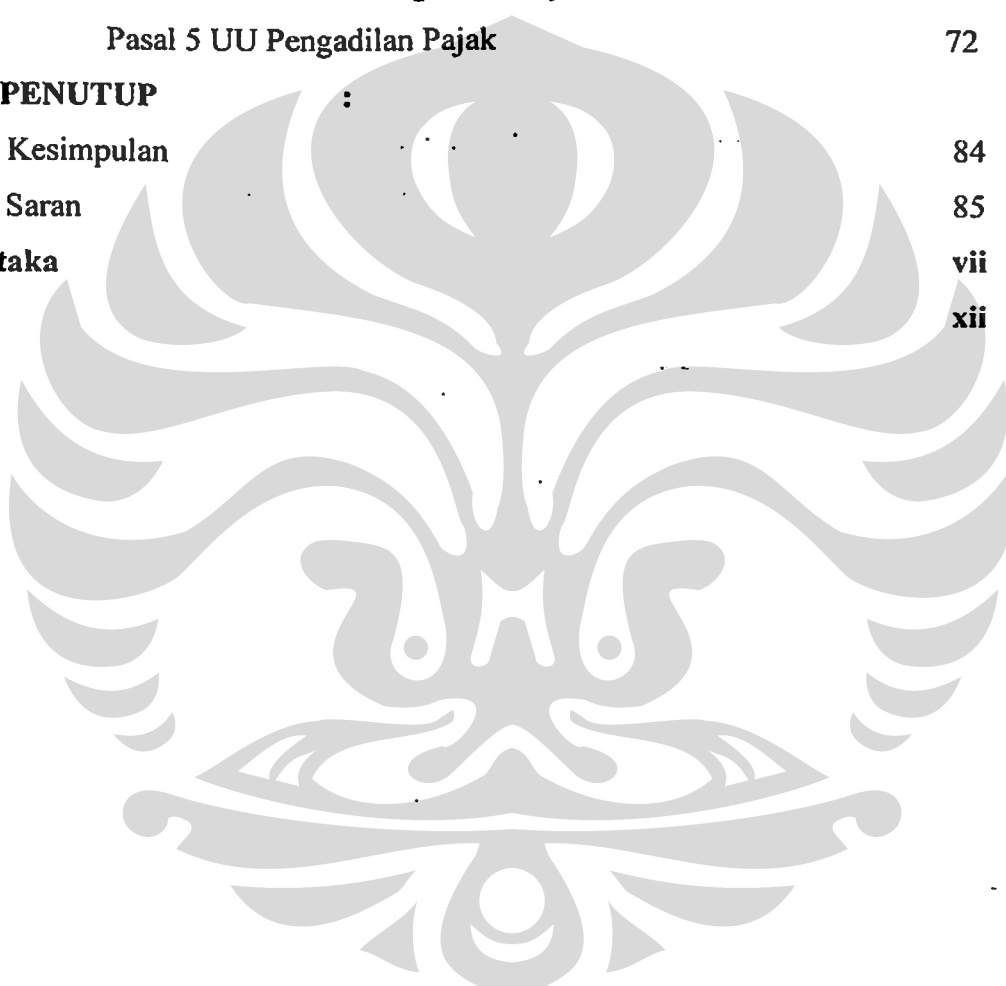 Pasal 5 UU Pengadilan Pajak 72
PENUTUP :
Kesimpulan 84
Saran 85
taka vii
xii